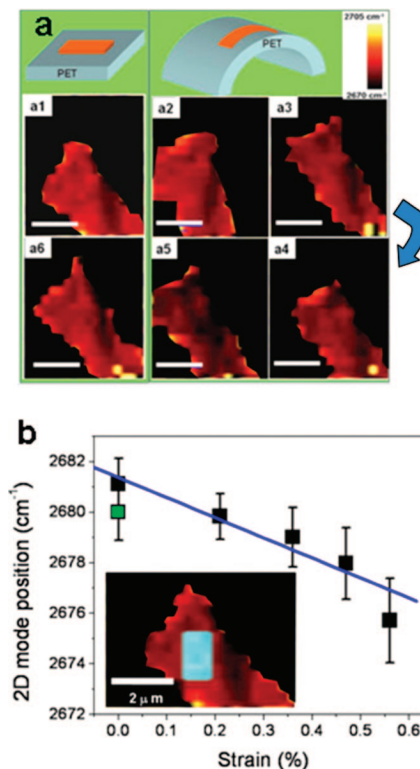 a
PET
PET
2705 cm⁻¹
2670 cm⁻¹
a1
a2
a3
a6
a5
a4
b
2D mode position (cm⁻¹)
2682
2680
2678
2676
2674
2672
2 μm
0.0 0.1 0.2 0.3 0.4 0.5 0.6
Strain (%)